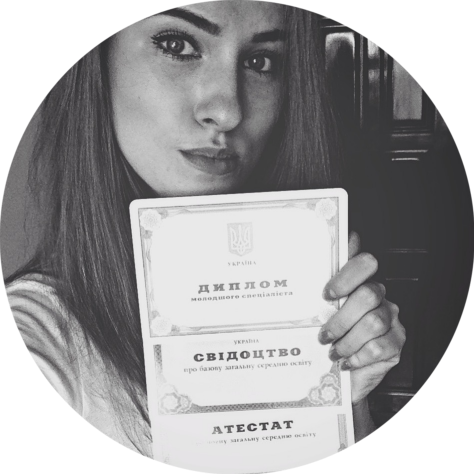 УКРАЇНА
ДИПЛОМ
молодшого спеціаліста
УКРАЇНА
СВІДОЦТВО
про базову загальну середню освіту
АТЕСТАТ
загальну середню освіту